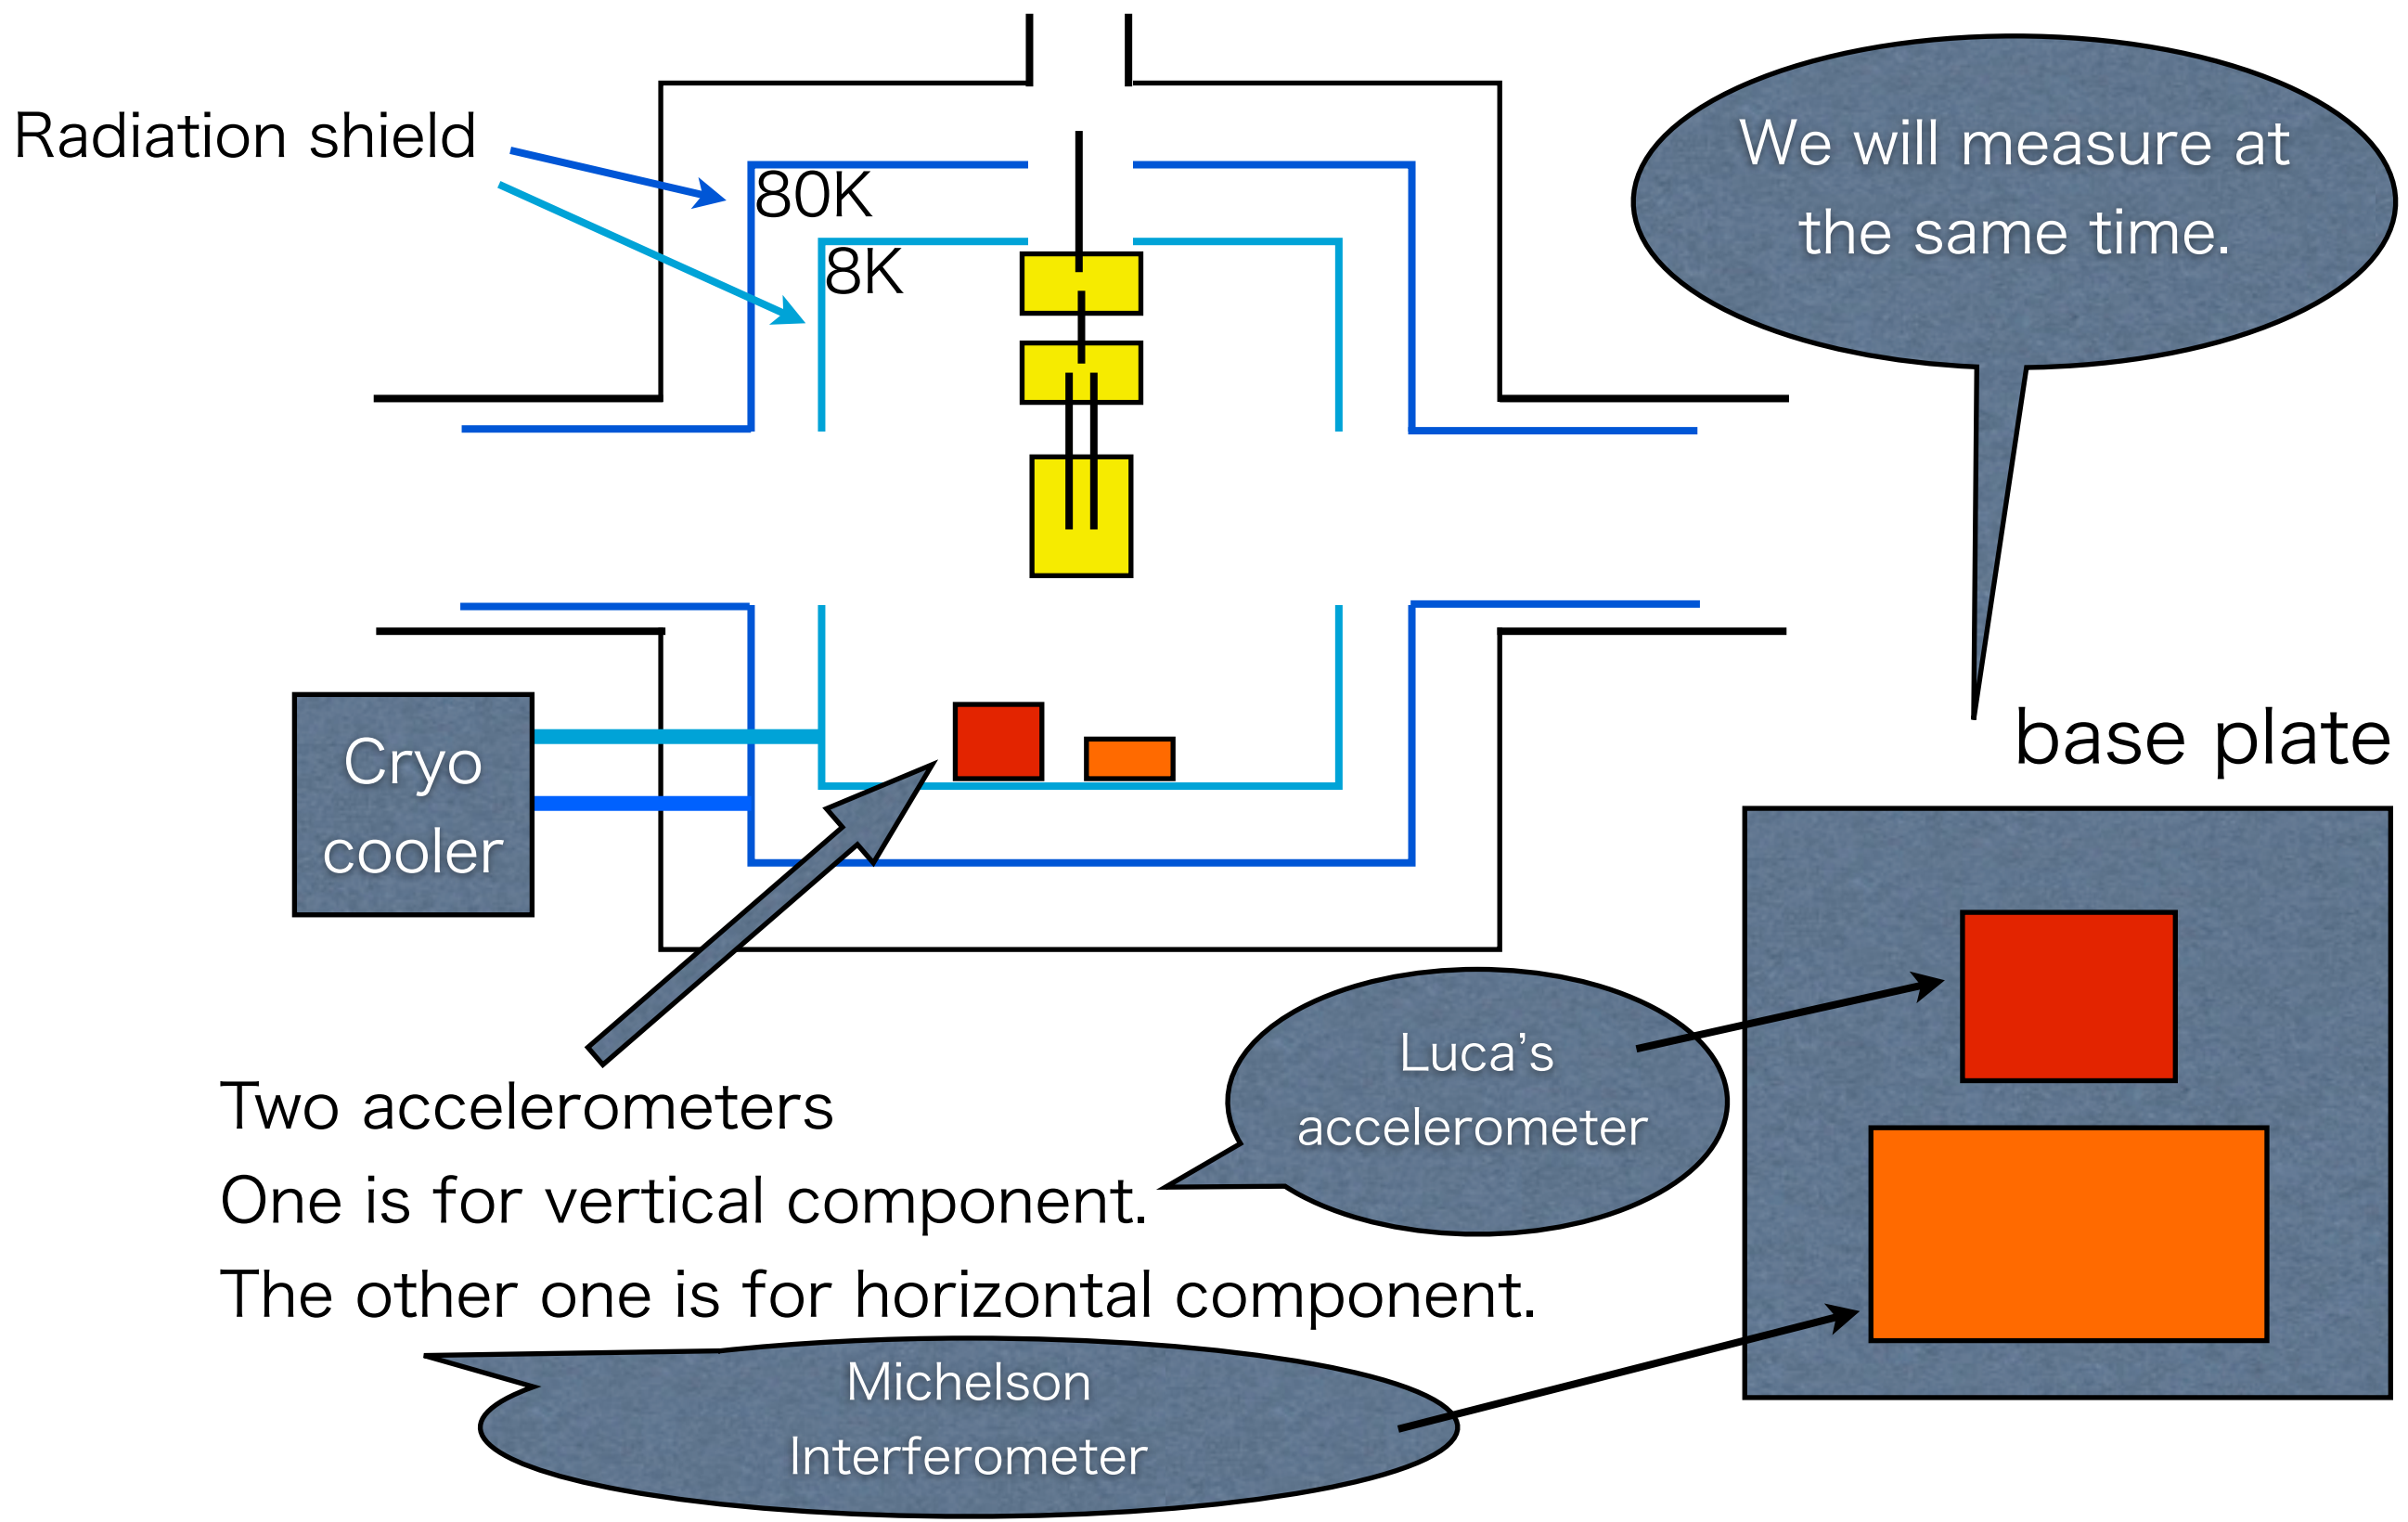 Radiation shield
80K
8K
We will measure at
the same time.
Cryo
cooler
base plate
Luca’s
accelerometer
Two accelerometers
One is for vertical component.
The other one is for horizontal component.
Michelson
Interferometer